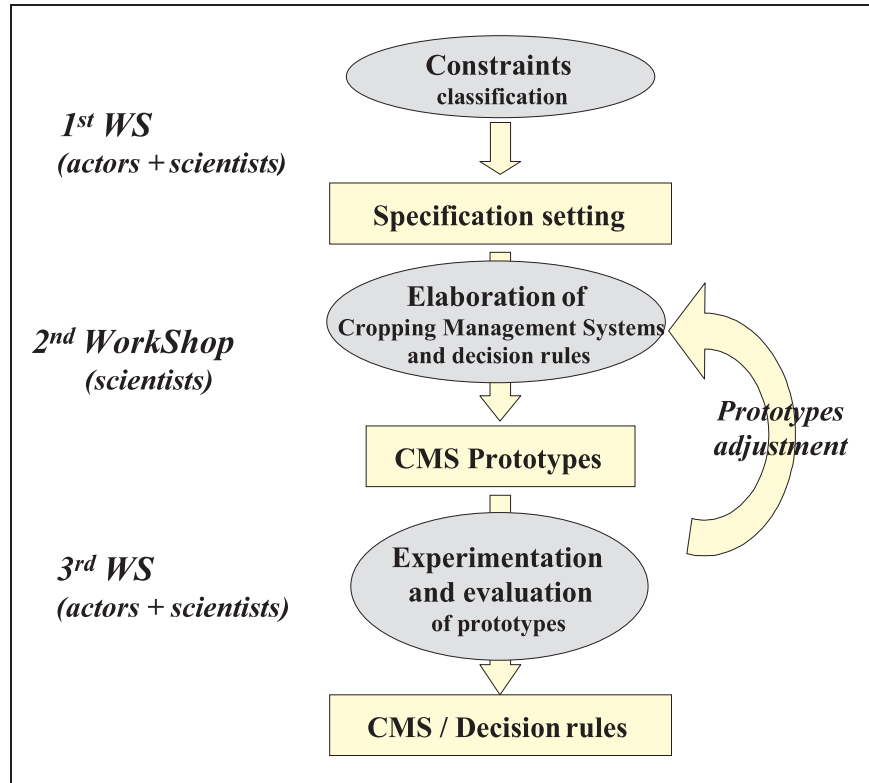 Constraints
classification
1st WS
(actors + scientists)
Specification setting
Elaboration of
Cropping Management Systems
and decision rules
2nd WorkShop
(scientists)
Prototypes
adjustment
CMS Prototypes
Experimentation
and evaluation
of prototypes
3rd WS
(actors + scientists)
CMS / Decision rules